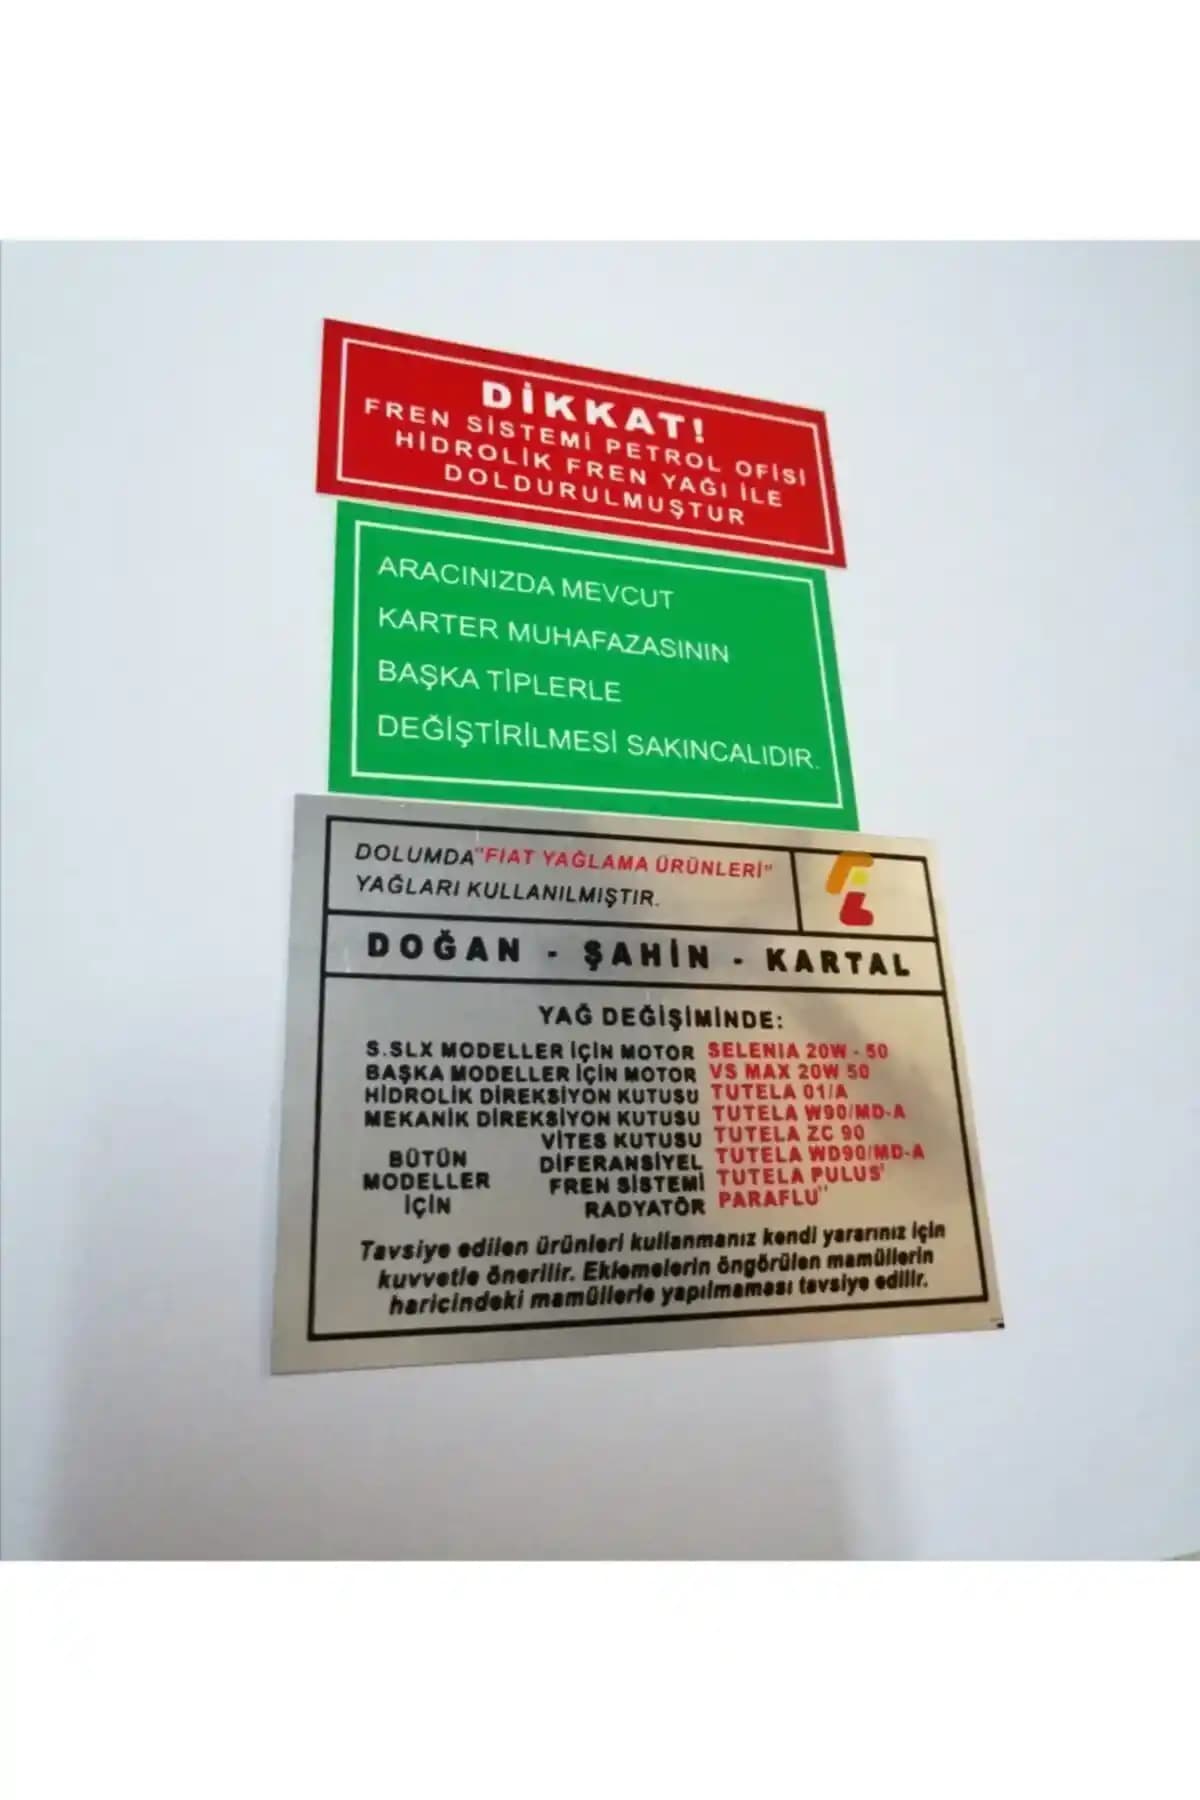 DİKKAT!
FREN SİSTEMİ PETROL OFİSİ
HİDROLİK FREN YAĞI İLE
DOLDURULMUŞTUR
ARACINIZDA MEVCUT
KARTER MUHAFAZASININ
BAŞKA TİPLERLE
DEĞİŞTİRİLMESİ SAKINCALIDIR.
DOLUMDA"FIAT YAĞLAMA ÜRÜNLERİ"
YAĞLARI KULLANILMIŞTIR.
FL
DOĞAN - ŞAHİN - KARTAL
YAĞ DEĞİŞİMİNDE:
S.SLX MODELLER İÇİN MOTOR SELENIA 20W - 50
BAŞKA MODELLER İÇİN MOTOR VS MAX 20W 50
HİDROLİK DİREKSİYON KUTUSU TUTELA 01/A
MEKANİK DİREKSİYON KUTUSU TUTELA W90/MD-A
VİTES KUTUSU TUTELA ZC 90
BÜTÜN DİFERANSİYEL TUTELA WD90/MD-A
MODELLER FREN SİSTEMİ TUTELA PULUS'
İÇİN RADYATÖR PARAFLU"
Tavsiye edilen ürünleri kullanmanız kendi yararınız için
kuvvetle önerilir. Eklemelerin öngörülen mamüllerin
haricindeki mamüllerle yapılmaması tavsiye edilir.